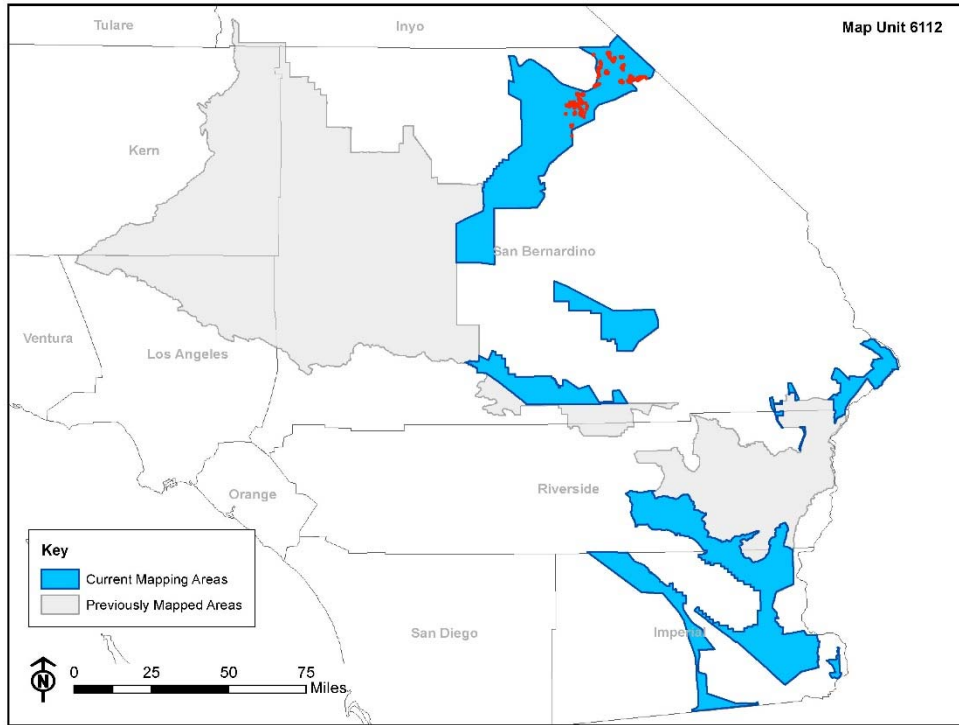 Tulare
Inyo
Map Unit 6112
Kern
San Bernardino
Ventura
Los Angeles
Orange
Riverside
Key
Current Mapping Areas
Previously Mapped Areas
San Diego
Imperial
N
0 25 50 75
Miles